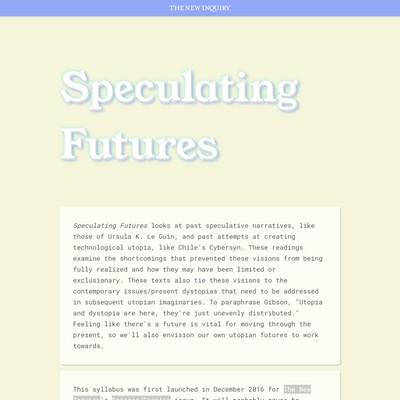 THE NEW INQUIRY
Speculating
Futures
Speculating Futures looks at past speculative narratives, like
those of Ursula K. Le Guin, and past attempts at creating
technological utopia, like Chile's Cybersyn. These readings
examine the shortcomings that prevented these visions from being
fully realized and how they may have been limited or
exclusionary. These texts also tie these visions to the
contemporary issues/present dystopias that need to be addressed
in subsequent utopian imaginaries. To paraphrase Gibson, "Utopia
and dystopia are here, they're just unevenly distributed."
Feeling like there's a future is vital for moving through the
present, so we'll also envision our own utopian futures to work
towards.
This syllabus was first launched in December 2016 for The New